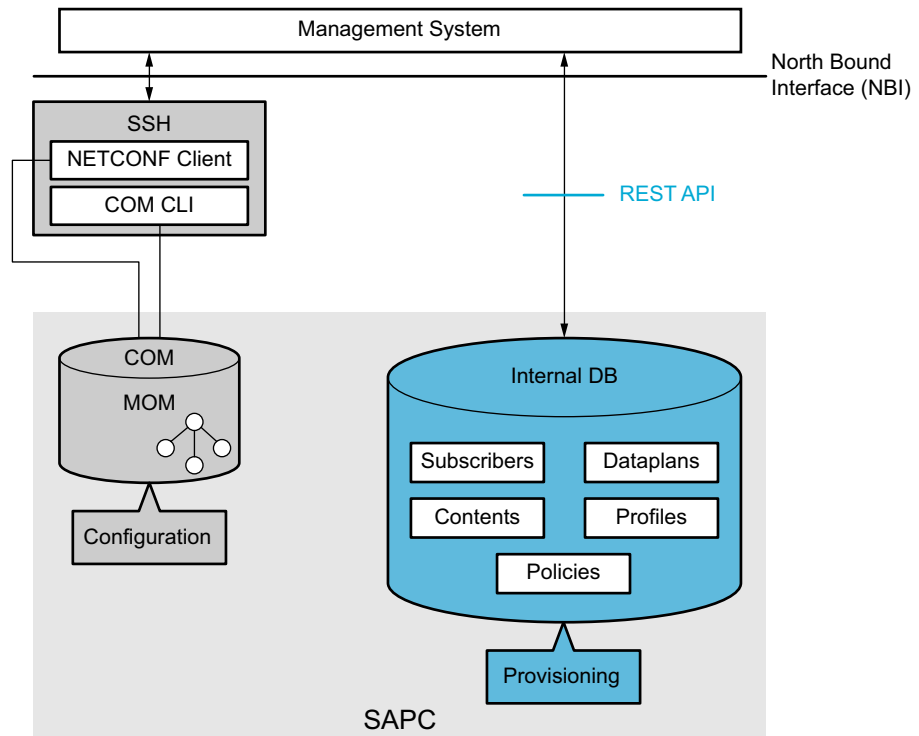 Management System
North Bound
Interface (NBI)
SSH
NETCONF Client
COM CLI
REST API
COM
MOM
Configuration
Internal DB
Subscribers
Dataplans
Contents
Profiles
Policies
Provisioning
SAPC